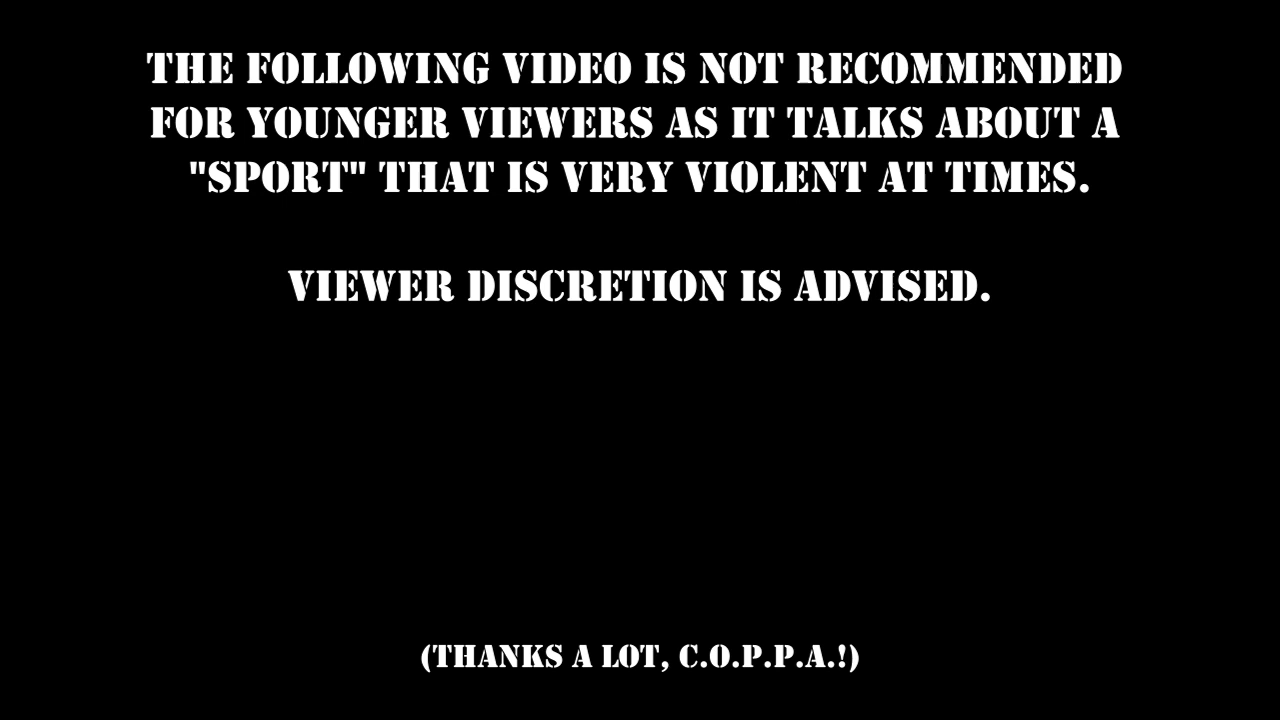 THE FOLLOWING VIDEO IS NOT RECOMMENDED
FOR YOUNGER VIEWERS AS IT TALKS ABOUT A
"SPORT" THAT IS VERY VIOLENT AT TIMES.
VIEWER DISCRETION IS ADVISED.
(THANKS A LOT, C.O.P.P.A.!)